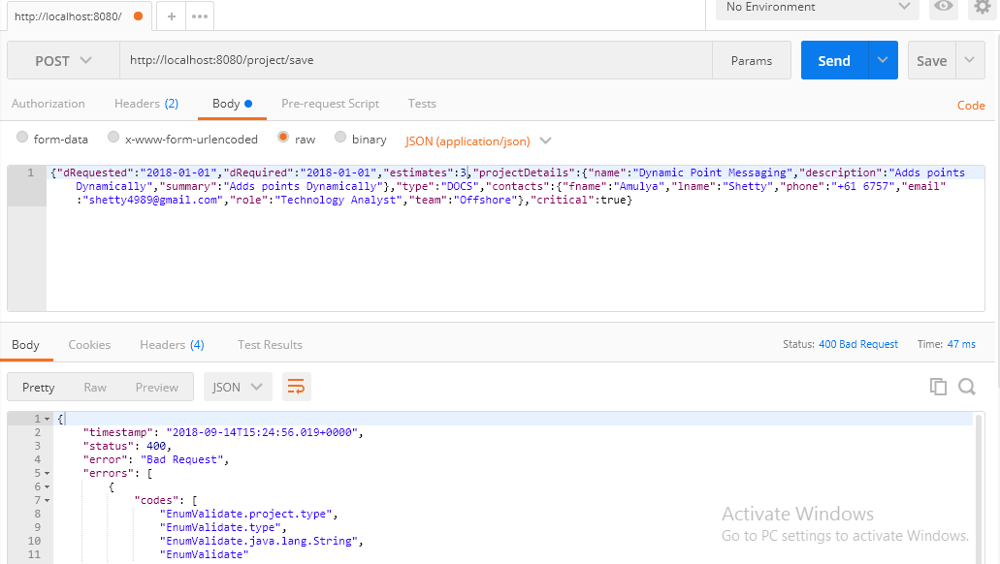 http://localhost:8080/
No Environment
POST
http://localhost:8080/project/save
Params
Send
Save
Authorization
Headers (2)
Body
Pre-request Script
Tests
Code
form-data
x-www-form-urlencoded
raw
binary
JSON (application/json)
1 {"dRequested":"2018-01-01","dRequired":"2018-01-01","estimates":3,"projectDetails":{"name":"Dynamic Point Messaging","description":"Adds points
Dynamically","summary":"Adds points Dynamically"},"type":"DOCS","contacts":{"fname":"Amulya","lname":"Shetty","phone":"+61 6757","email"
:"shetty4989@gmail.com","role":"Technology Analyst","team":"Offshore"},"critical":true}
Body
Cookies
Headers (4)
Test Results
Status: 400 Bad Request
Time: 47 ms
Pretty
Raw
Preview
JSON
1 {
2 "timestamp": "2018-09-14T15:24:56.019+0000",
3 "status": 400,
4 "error": "Bad Request",
5 "errors": [
6 {
7 "codes": [
8 "EnumValidate.project.type",
9 "EnumValidate.type",
10 "EnumValidate.java.lang.String",
11 "EnumValidate"
Activate Windows
Go to PC settings to activate Windows.